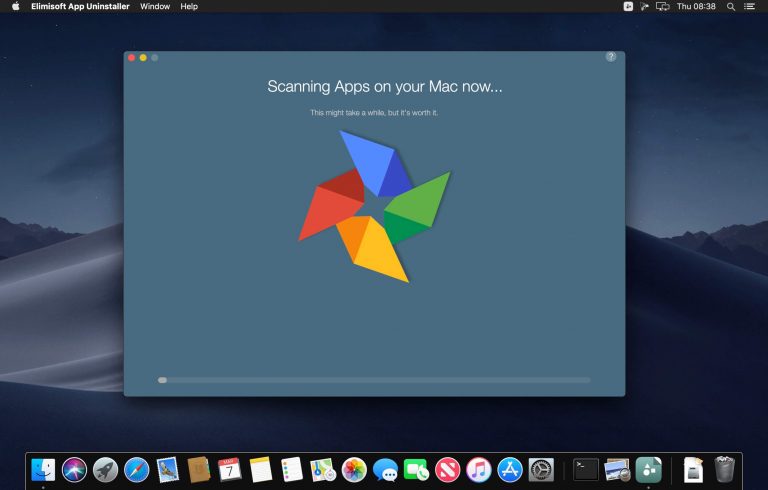 Elimisoft App Uninstaller Window Help Thu 08:38
?
Scanning Apps on your Mac now...
This might take a while, but it's worth it.
7
>_